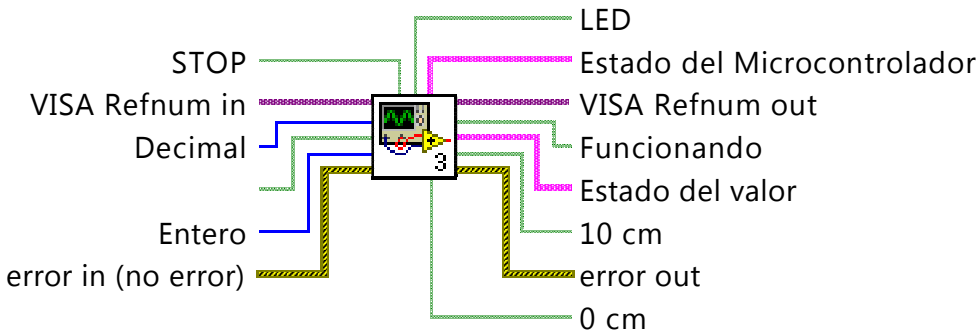 STOP
VISA Refnum in
Decimal
Entero
error in (no error)
3
LED
Estado del Microcontrolador
VISA Refnum out
Funcionando
Estado del valor
10 cm
error out
0 cm